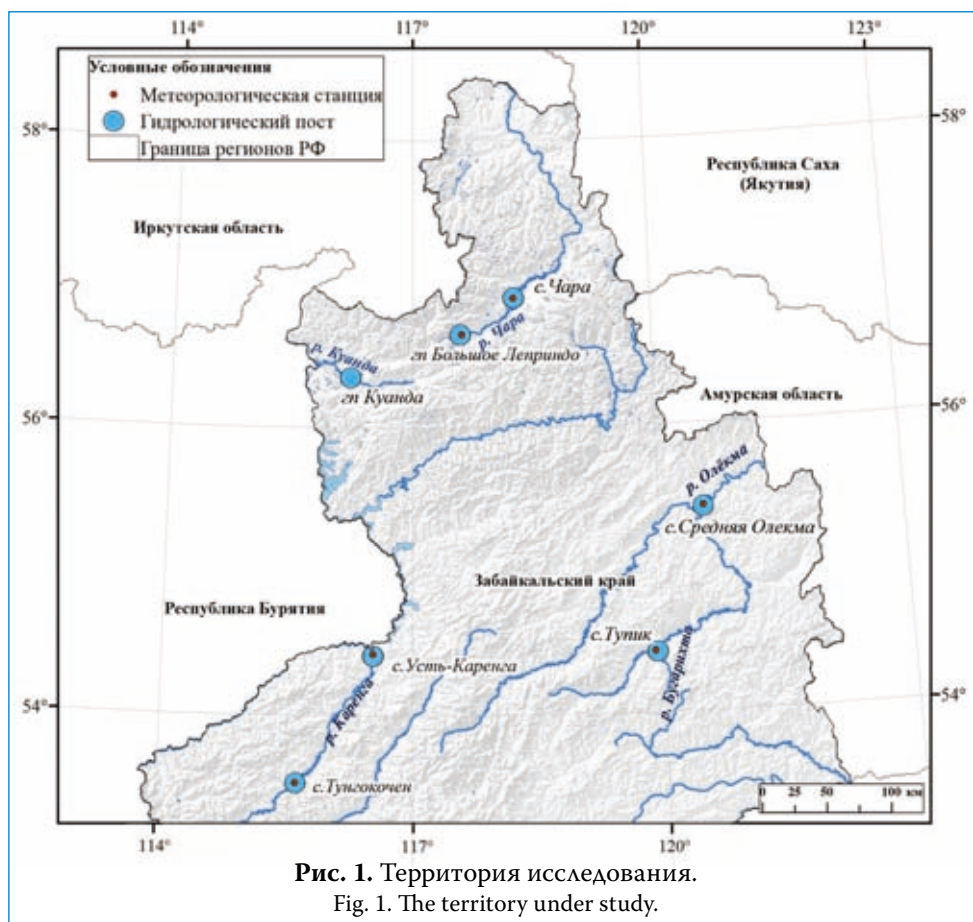 114° 117° 120° 123°
Условные обозначения
Метеорологическая станция
Гидрологический пост
Граница регионов РФ
58° 58°
Республика Саха
(Якутия)
Иркутская область
с.Чара
р. Чара
гп Большое Леприндо
р. Куанда
гп Куанда
Амурская область
56° 56°
р. Олёкма
с.Средняя Олекма
Забайкальский край
Республика Бурятия
с.Тупик
с.Усть-Каренга
р. Бугарихта
54° 54°
р. Каренга
с.Тунгокочен
0 25 50 100 км
114° 117° 120°
Рис. 1. Территория исследования.
Fig. 1. The territory under study.